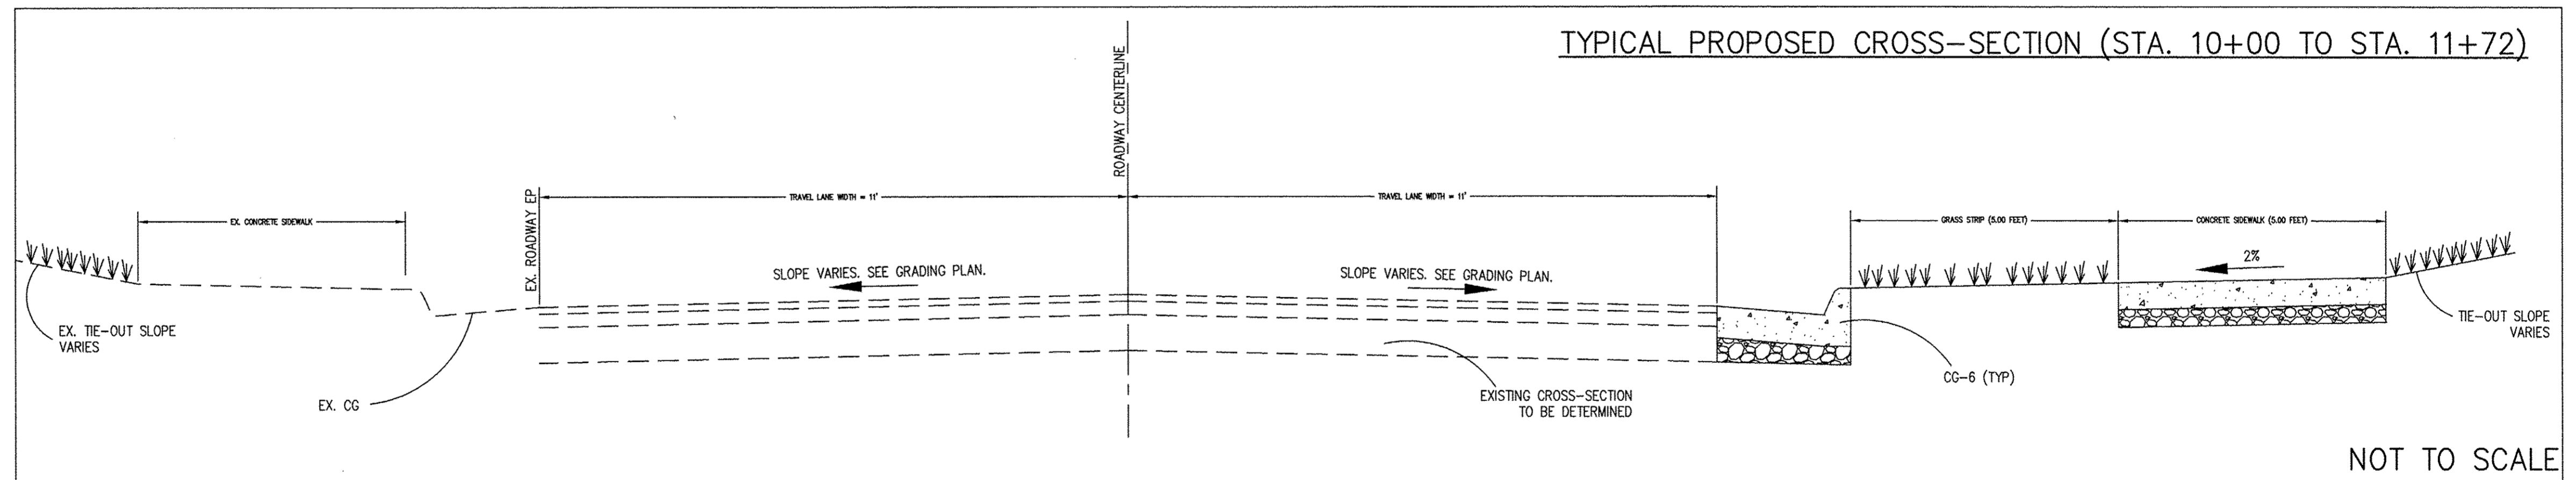 TYPICAL PROPOSED CROSS-SECTION (STA. 10+00 TO STA. 11+72)
ROADWAY CENTERLINE
EX. ROADWAY EP
TRAVEL LANE WIDTH = 11'
TRAVEL LANE WIDTH = 11'
EX. CONCRETE SIDEWALK
GRASS STRIP (5.00 FEET)
CONCRETE SIDEWALK (5.00 FEET)
SLOPE VARIES. SEE GRADING PLAN.
SLOPE VARIES. SEE GRADING PLAN.
2%
EX. TIE-OUT SLOPE
VARIES
TIE-OUT SLOPE
VARIES
EX. CG
EXISTING CROSS-SECTION
TO BE DETERMINED
CG-6 (TYP)
NOT TO SCALE